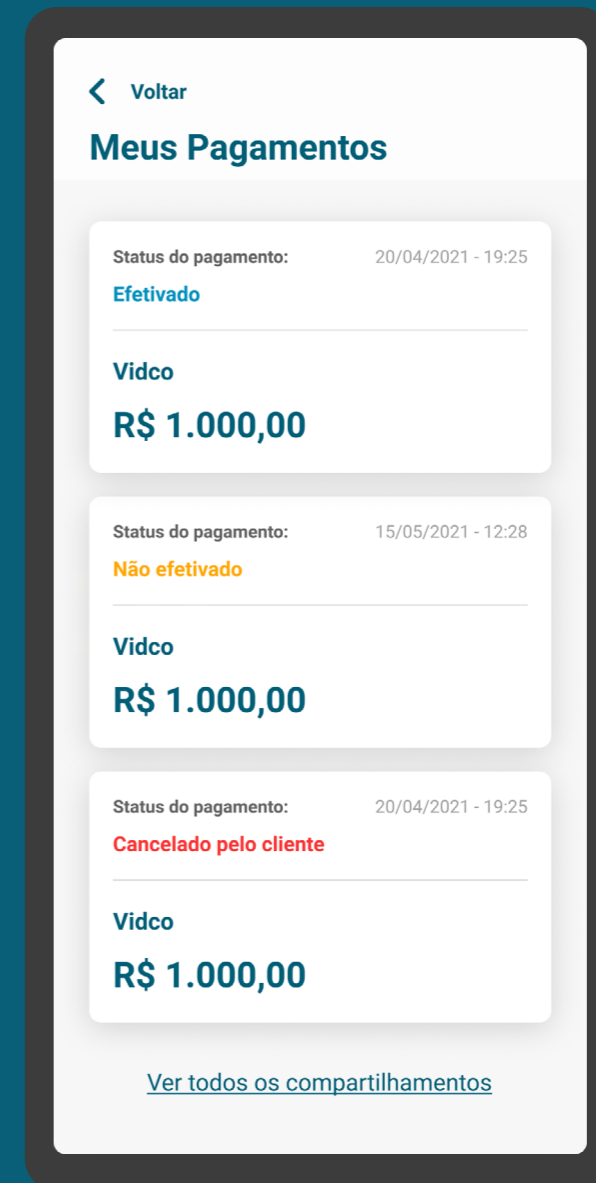 Voltar
Meus Pagamentos
Status do pagamento: 20/04/2021 - 19:25
Efetivado
Vidco
R$ 1.000,00
Status do pagamento: 15/05/2021 - 12:28
Não efetivado
Vidco
R$ 1.000,00
Status do pagamento: 20/04/2021 - 19:25
Cancelado pelo cliente
Vidco
R$ 1.000,00
Ver todos os compartilhamentos